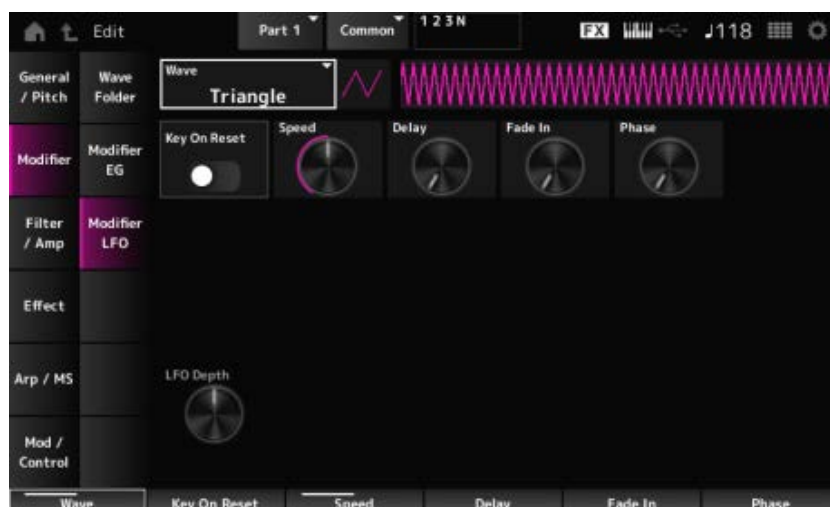 Edit
Part 1
Common
1 2 3 N
FX
♩118
General / Pitch
Wave Folder
Modifier
Modifier EG
Filter / Amp
Modifier LFO
Effect
Arp / MS
Mod / Control
Wave
Triangle
Key On Reset
Speed
Delay
Fade In
Phase
LFO Depth
Wave
Key On Reset
Speed
Delay
Fade In
Phase